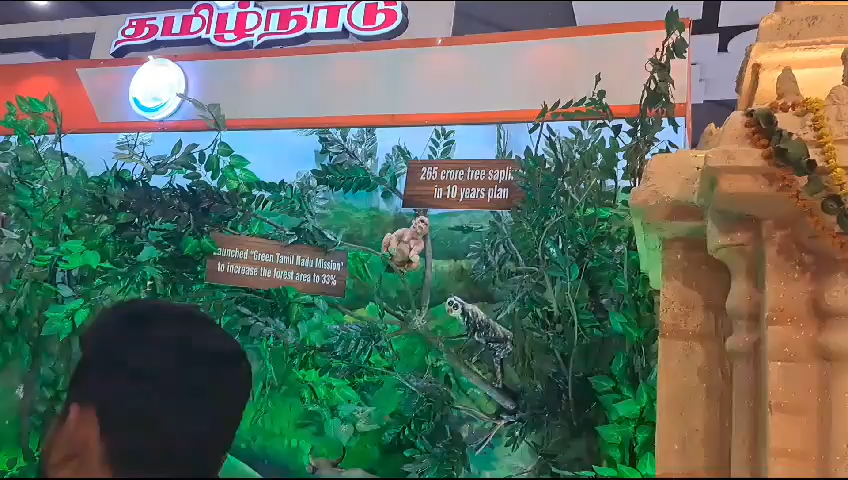 தமிழ்நாடு
265 crore tree sapli
in 10 years plan
Launched "Green Tamil Nadu Mission"
to increase the forest area to 33%